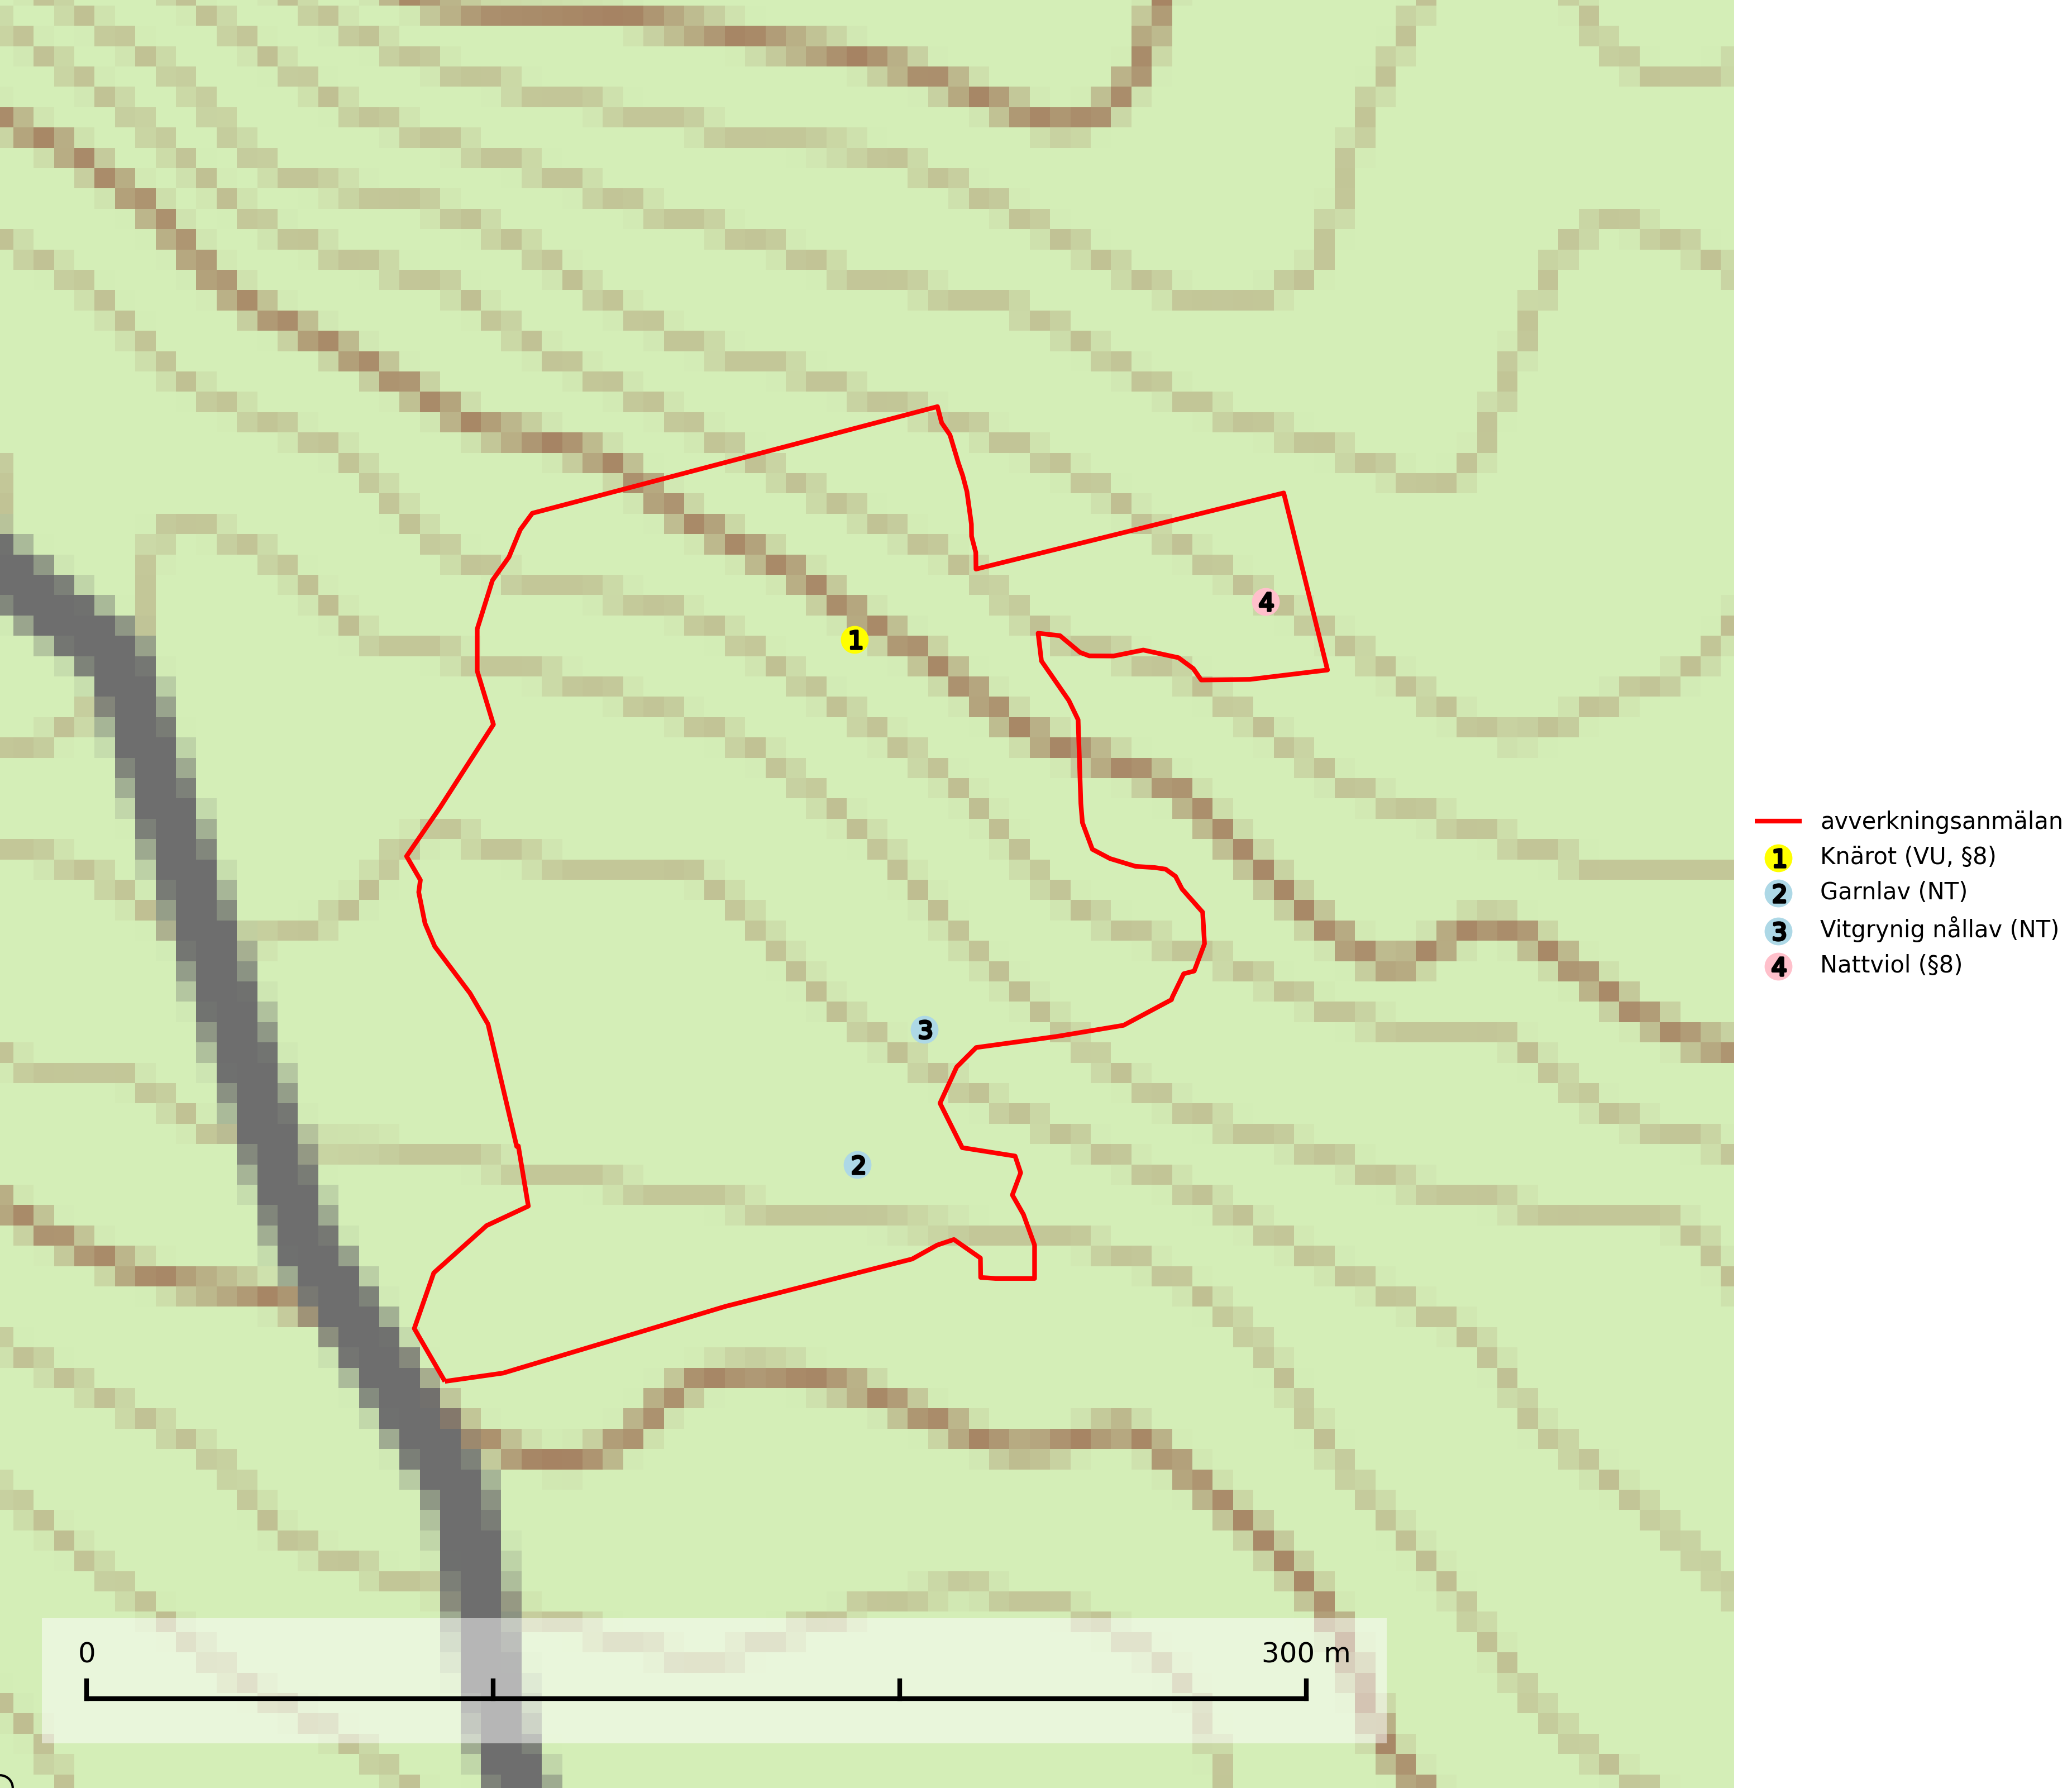 1
4
3
2
0
300 m
avverkningsanmälan
1 Knärot (VU, §8)
2 Garnlav (NT)
3 Vitgrynig nållav (NT)
4 Nattviol (§8)